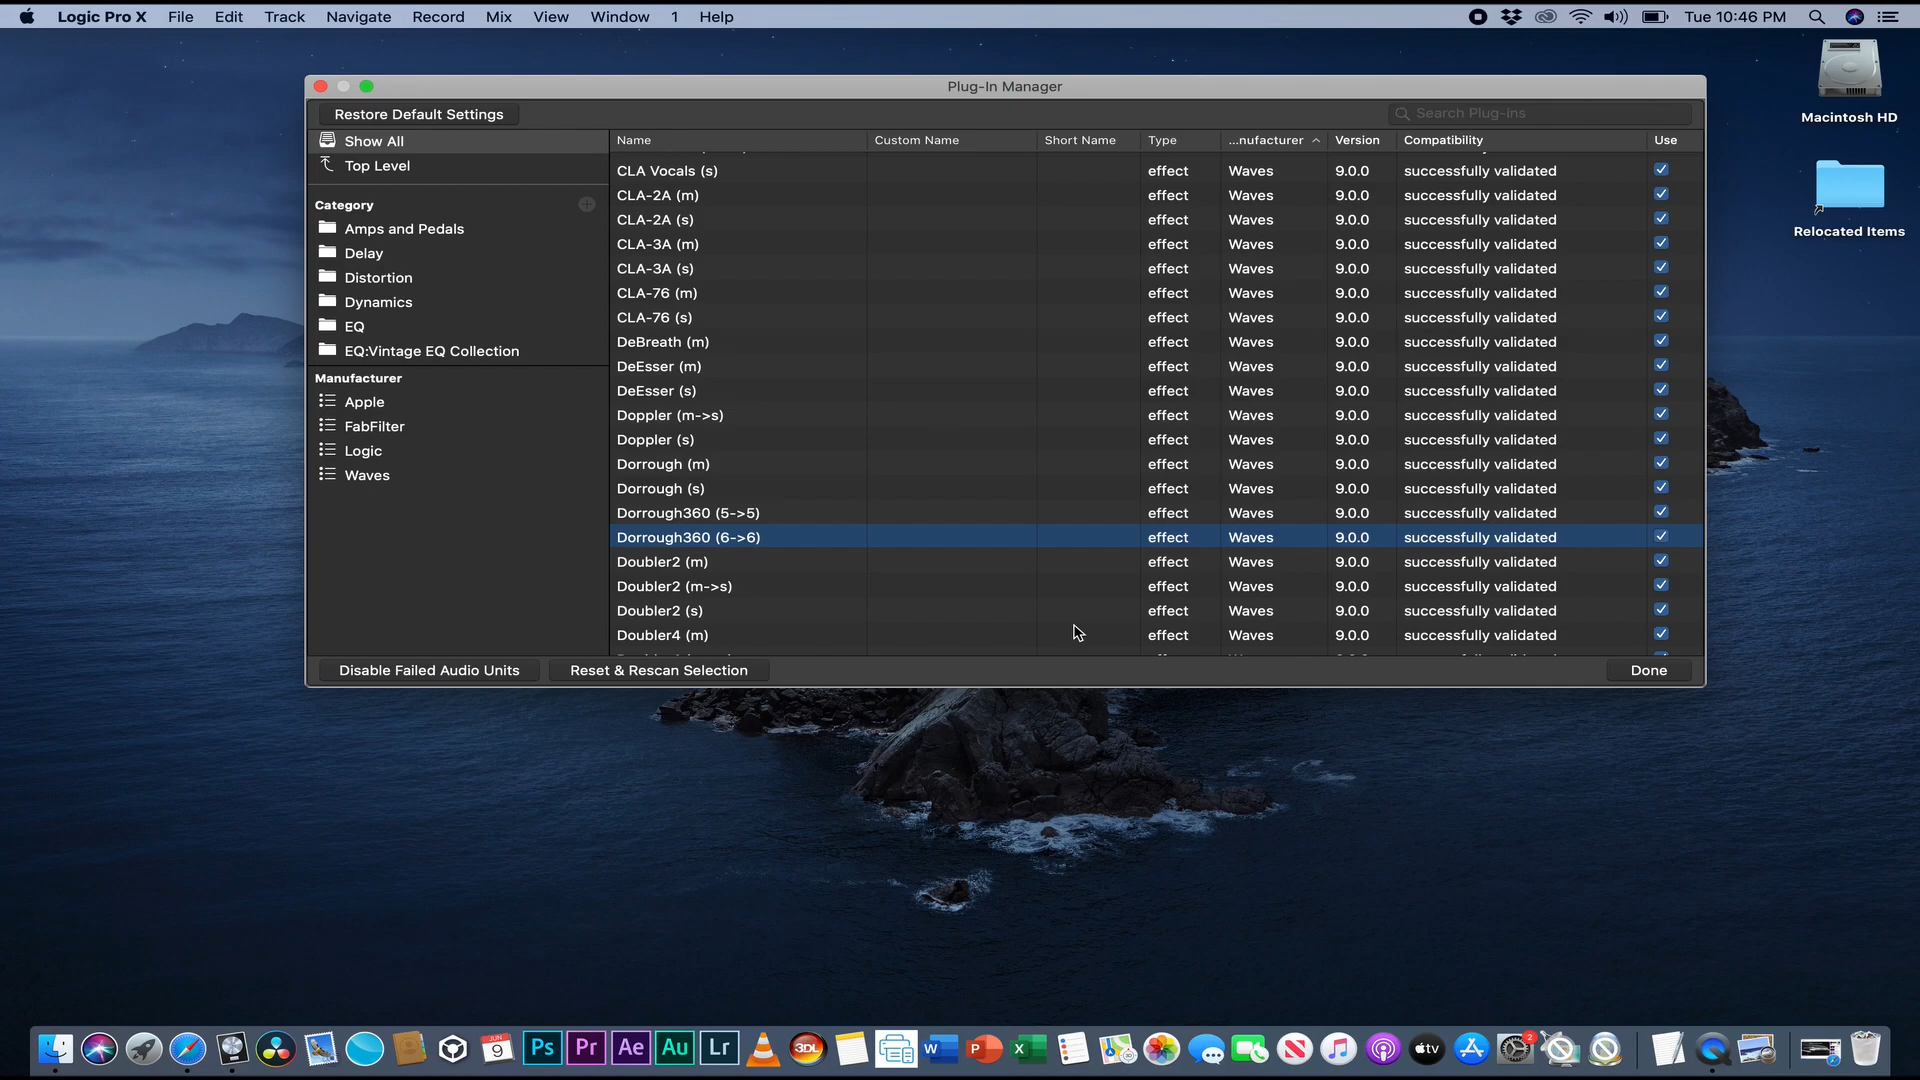 Logic Pro X File Edit Track Navigate Record Mix View Window 1 Help Tue 10:46 PM
Macintosh HD
Relocated Items
Plug-In Manager
Restore Default Settings Search Plug-ins
Show All
Top Level
Category
Amps and Pedals
Delay
Distortion
Dynamics
EQ
EQ:Vintage EQ Collection
Manufacturer
Apple
FabFilter
Logic
Waves
Name Custom Name Short Name Type ...nufacturer Version Compatibility Use
CLA Vocals (s) effect Waves 9.0.0 successfully validated
CLA-2A (m) effect Waves 9.0.0 successfully validated
CLA-2A (s) effect Waves 9.0.0 successfully validated
CLA-3A (m) effect Waves 9.0.0 successfully validated
CLA-3A (s) effect Waves 9.0.0 successfully validated
CLA-76 (m) effect Waves 9.0.0 successfully validated
CLA-76 (s) effect Waves 9.0.0 successfully validated
DeBreath (m) effect Waves 9.0.0 successfully validated
DeEsser (m) effect Waves 9.0.0 successfully validated
DeEsser (s) effect Waves 9.0.0 successfully validated
Doppler (m->s) effect Waves 9.0.0 successfully validated
Doppler (s) effect Waves 9.0.0 successfully validated
Dorrough (m) effect Waves 9.0.0 successfully validated
Dorrough (s) effect Waves 9.0.0 successfully validated
Dorrough360 (5->5) effect Waves 9.0.0 successfully validated
Dorrough360 (6->6) effect Waves 9.0.0 successfully validated
Doubler2 (m) effect Waves 9.0.0 successfully validated
Doubler2 (m->s) effect Waves 9.0.0 successfully validated
Doubler2 (s) effect Waves 9.0.0 successfully validated
Doubler4 (m) effect Waves 9.0.0 successfully validated
Disable Failed Audio Units Reset & Rescan Selection Done
JUN 9 Ps Pr Ae Au Lr 3DL W P X tv 2